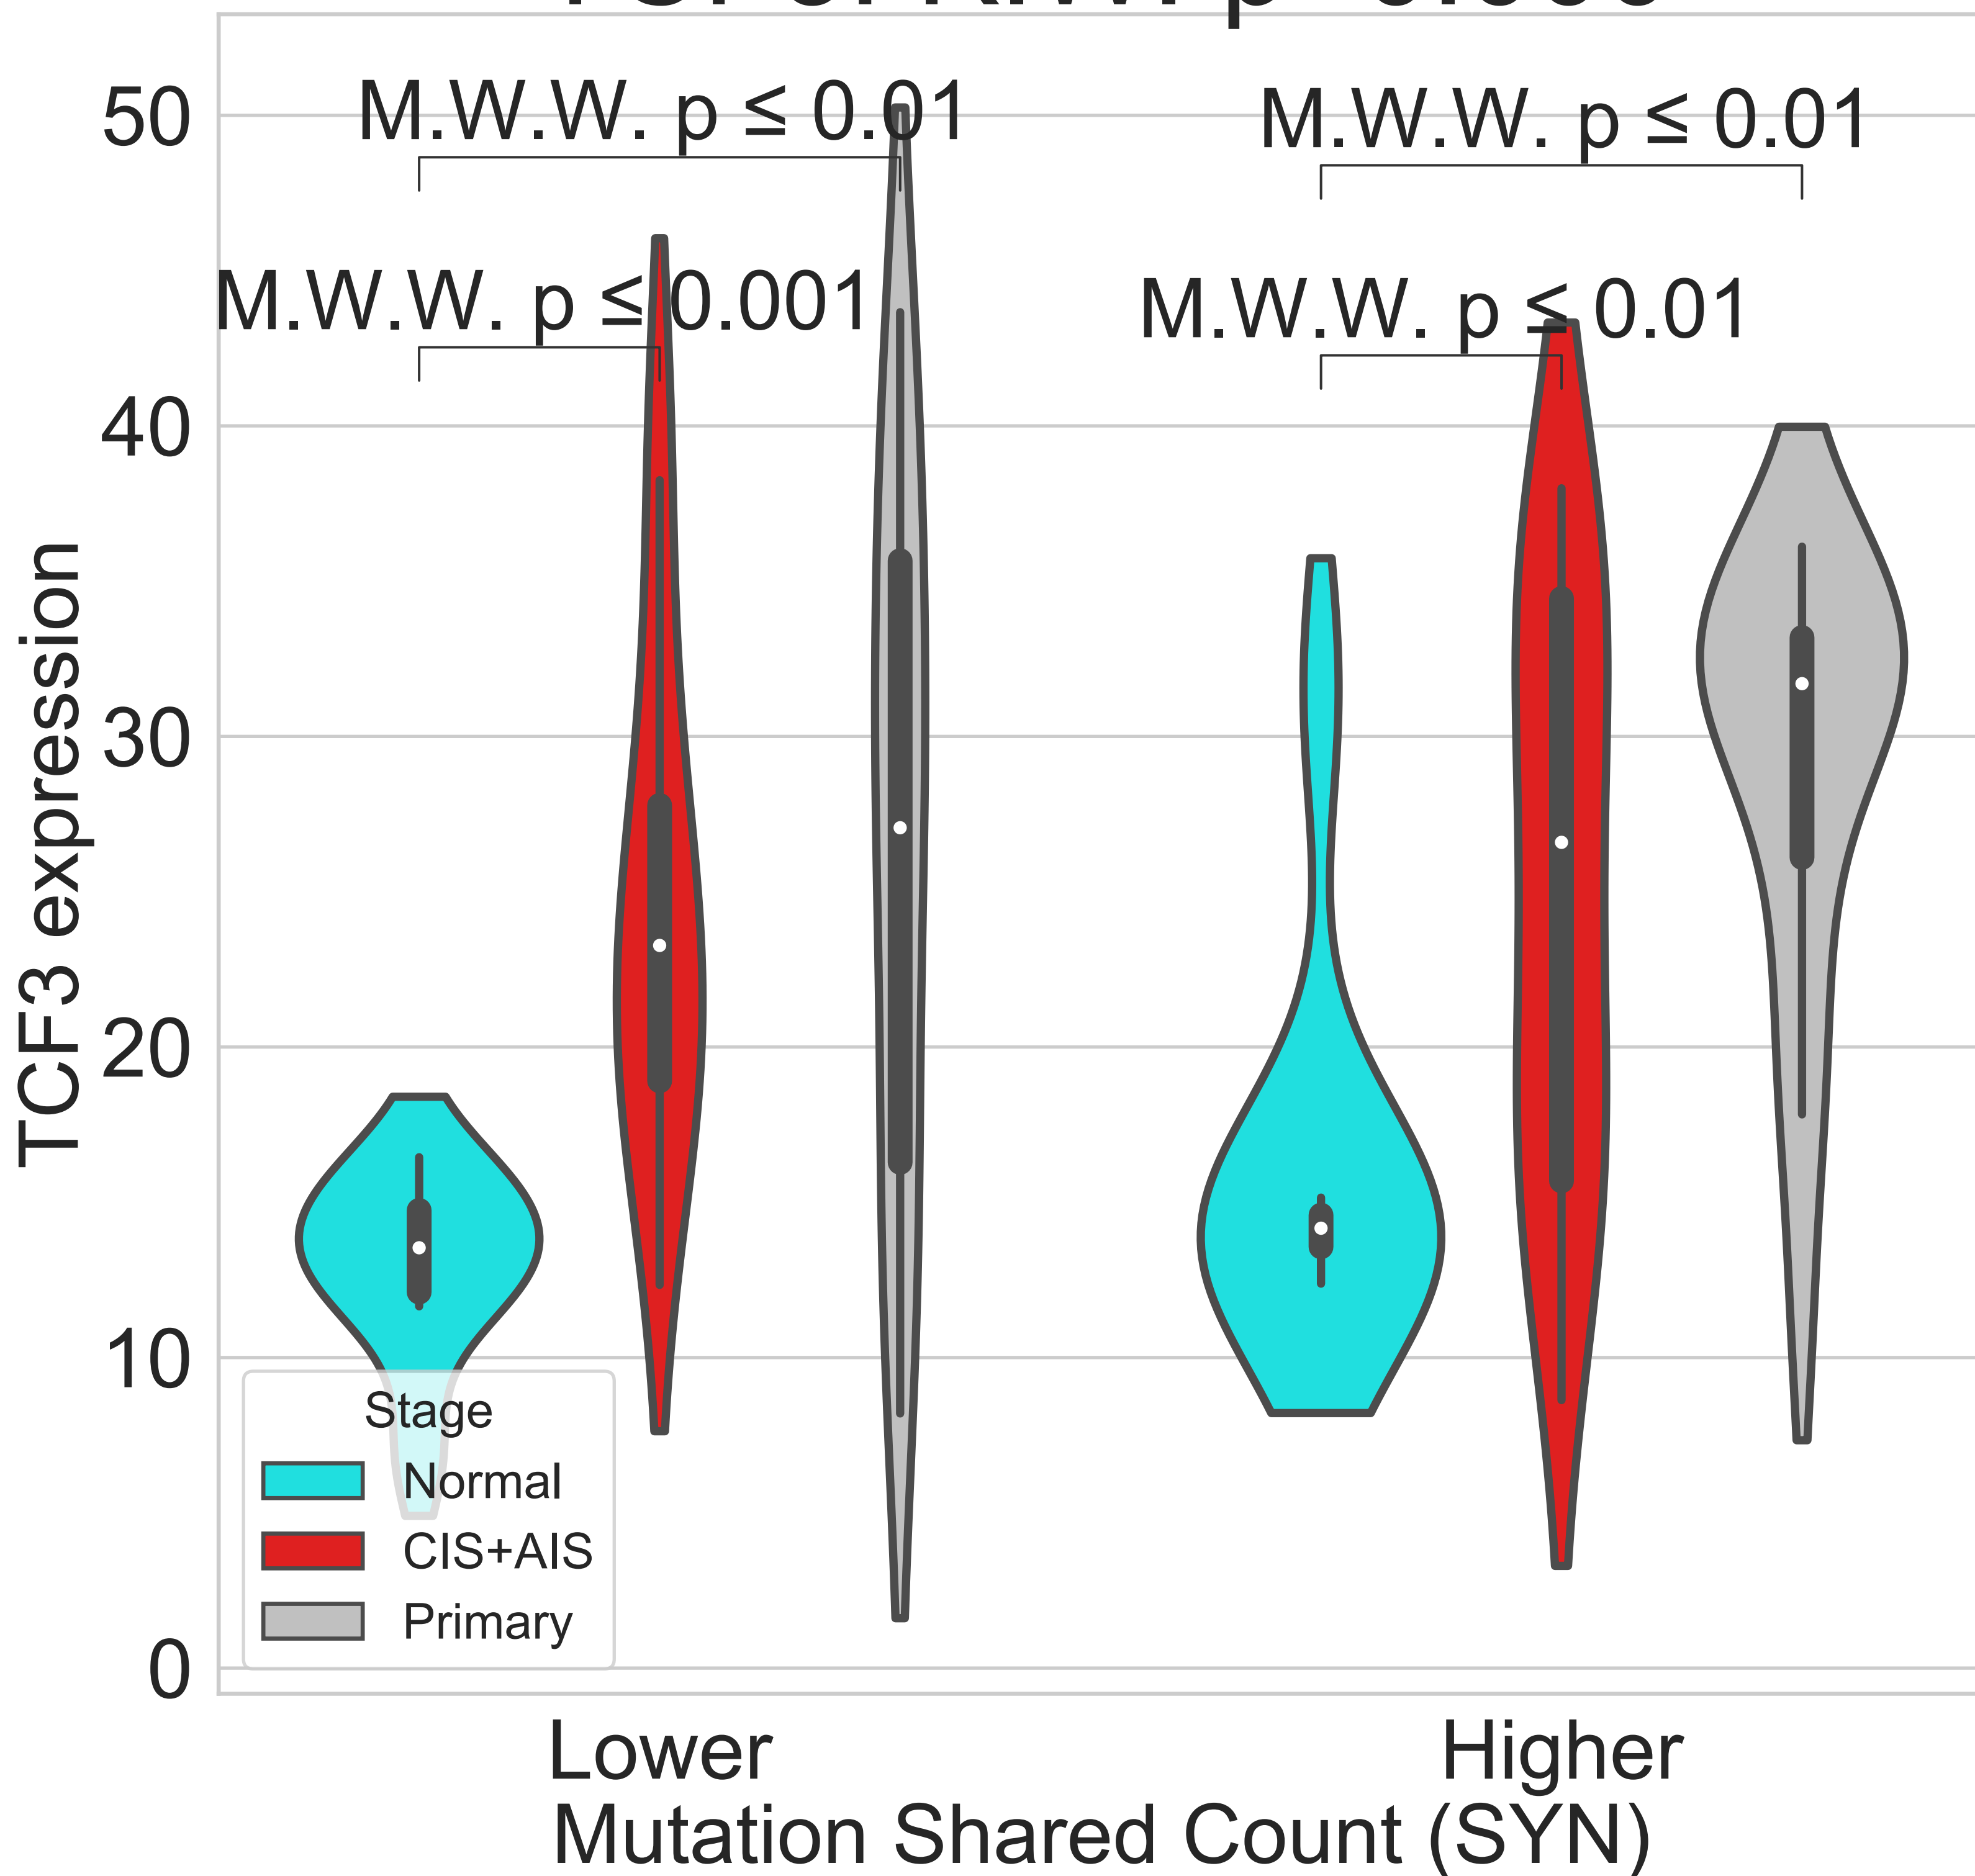 M.W.W. p ≤ 0.01
M.W.W. p ≤ 0.01
M.W.W. p ≤ 0.001
M.W.W. p ≤ 0.01
TCF3 expression
50
40
30
20
10
0
Stage
Normal
CIS+AIS
Primary
Lower
Higher
Mutation Shared Count (SYN)